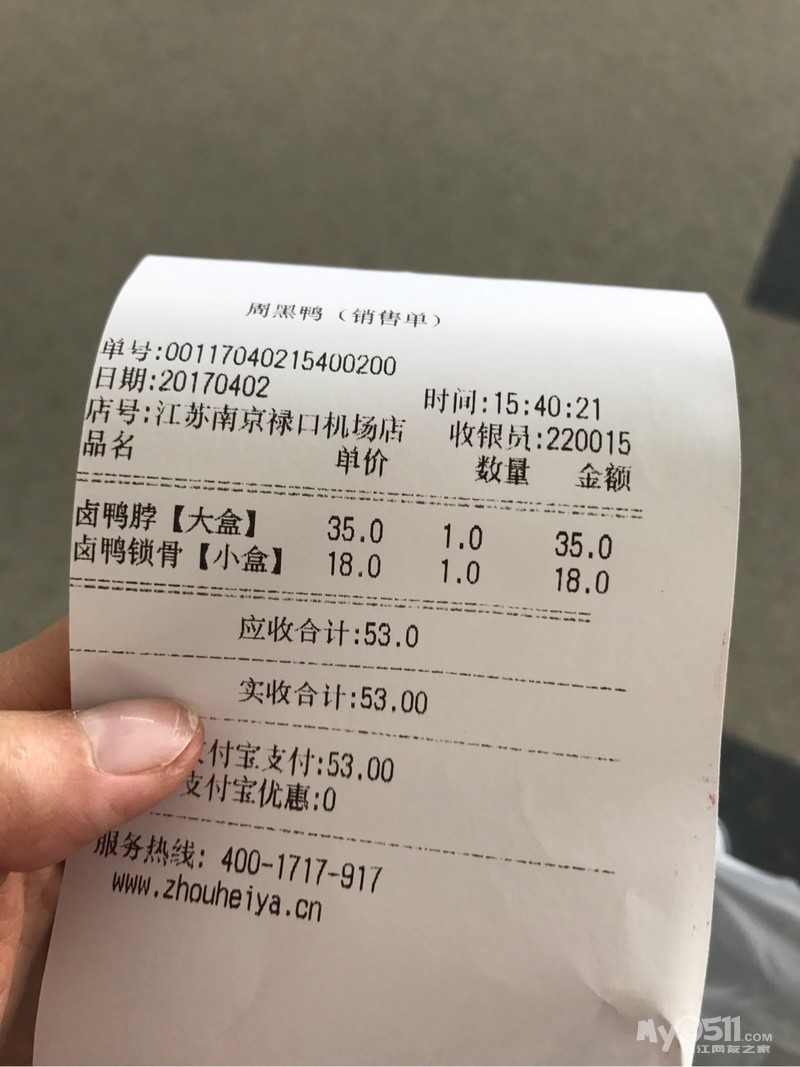 周黑鸭（销售单）
单号:00117040215400200
日期:20170402 时间:15:40:21
店号:江苏南京禄口机场店 收银员:220015
品名 单价 数量 金额
卤鸭脖【大盒】 35.0 1.0 35.0
卤鸭锁骨【小盒】 18.0 1.0 18.0
应收合计:53.0
实收合计:53.00
付宝支付:53.00
支付宝优惠:0
服务热线: 400-1717-917
www.zhouheiya.cn
My0511.COM
江网友之家